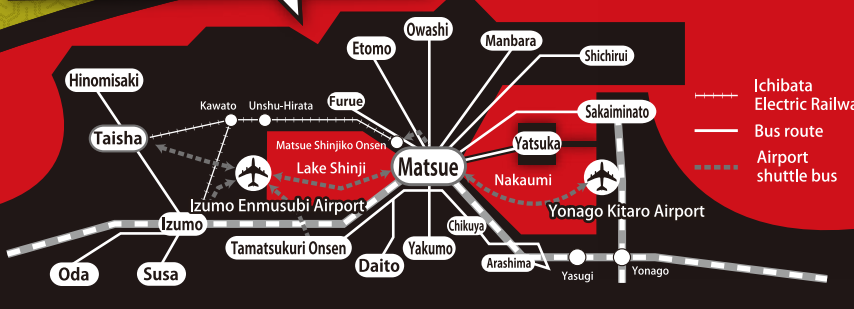 Owashi
Etomo
Manbara
Shichirui
Hinomisaki
Ichibata
Kawato
Unshu-Hirata
Furue
Electric Railwa
Sakaiminato
Taisha
Bus route
Matsue Shinjiko Onsen
Yatsuka
Matsue
Airport
shuttle bus
Lake Shinji
Nakaumi
Izumo Enmusubi Airport
Yonago Kitaro Airport
Izumo
Chikuya
Tamatsukuri Onsen
Yakumo
Daito
Arashima
Oda
Susa
Yasugi
Yonago